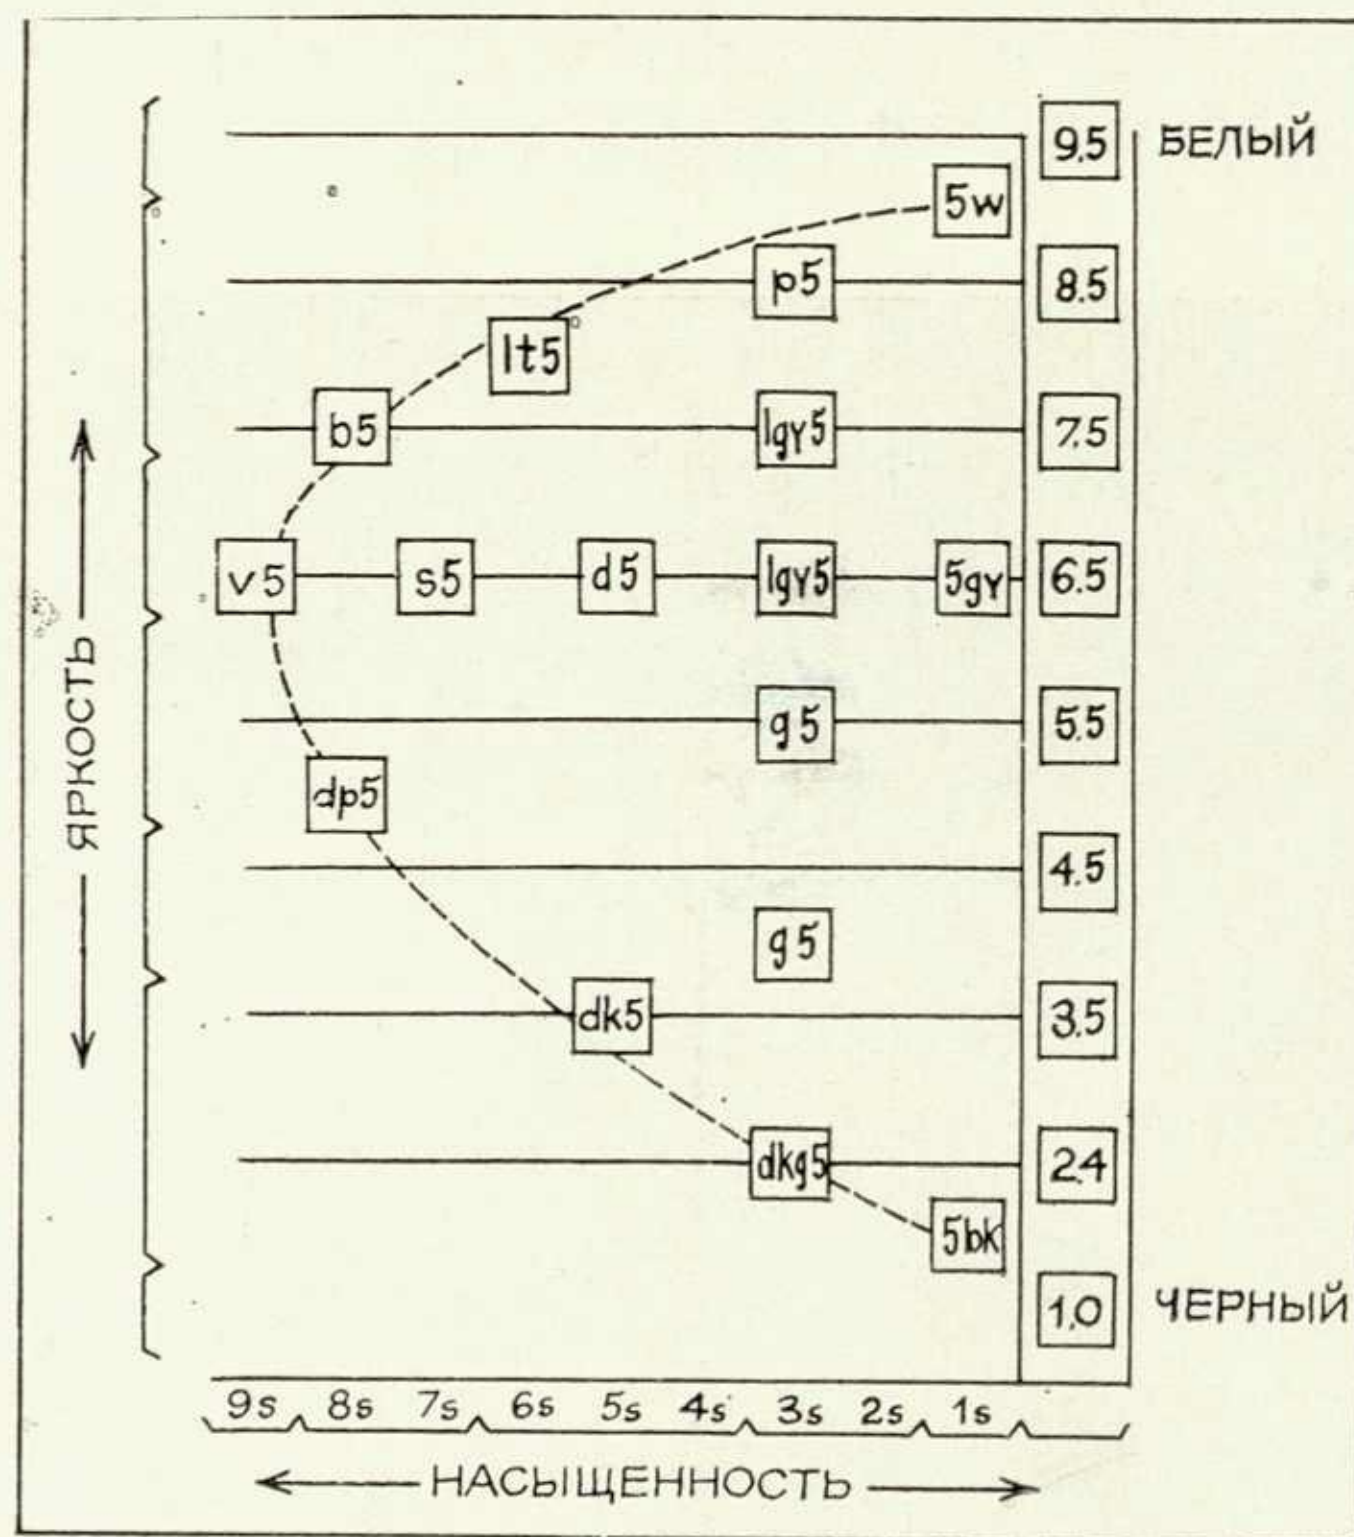 9.5 БЕЛЫЙ
5w
p5 8.5
lt5
b5 lgy5 7.5
v5 s5 d5 lgy5 5gy 6.5
g5 5.5
dp5
4.5
g5
dk5 3.5
dkg5 2.4
5bk
1.0 ЧЕРНЫЙ
9s 8s 7s 6s 5s 4s 3s 2s 1s
НАСЫЩЕННОСТЬ
ЯРКОСТЬ